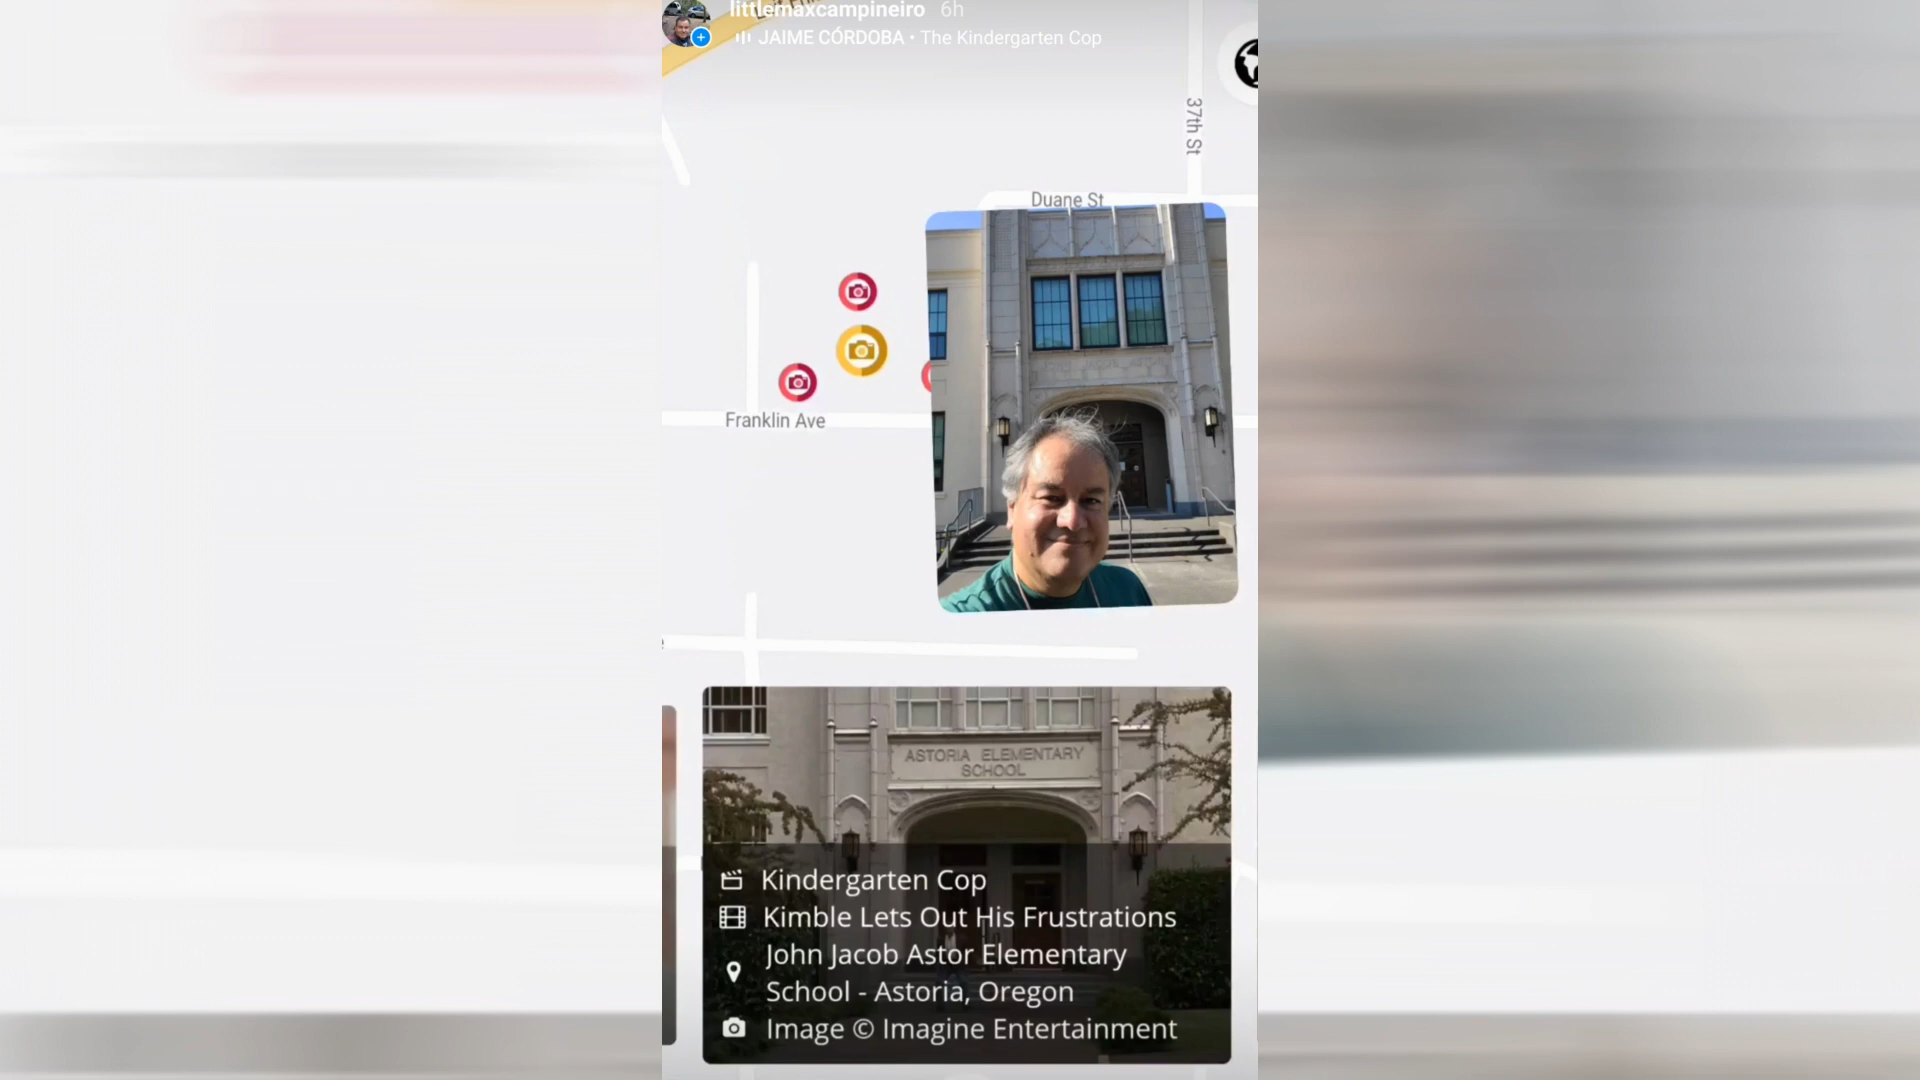 littlemaxcampineiro 6h
JAIME CÓRDOBA • The Kindergarten Cop
37th St
Duane St
Franklin Ave
ASTORIA ELEMENTARY
SCHOOL
Kindergarten Cop
Kimble Lets Out His Frustrations
John Jacob Astor Elementary
School - Astoria, Oregon
Image © Imagine Entertainment